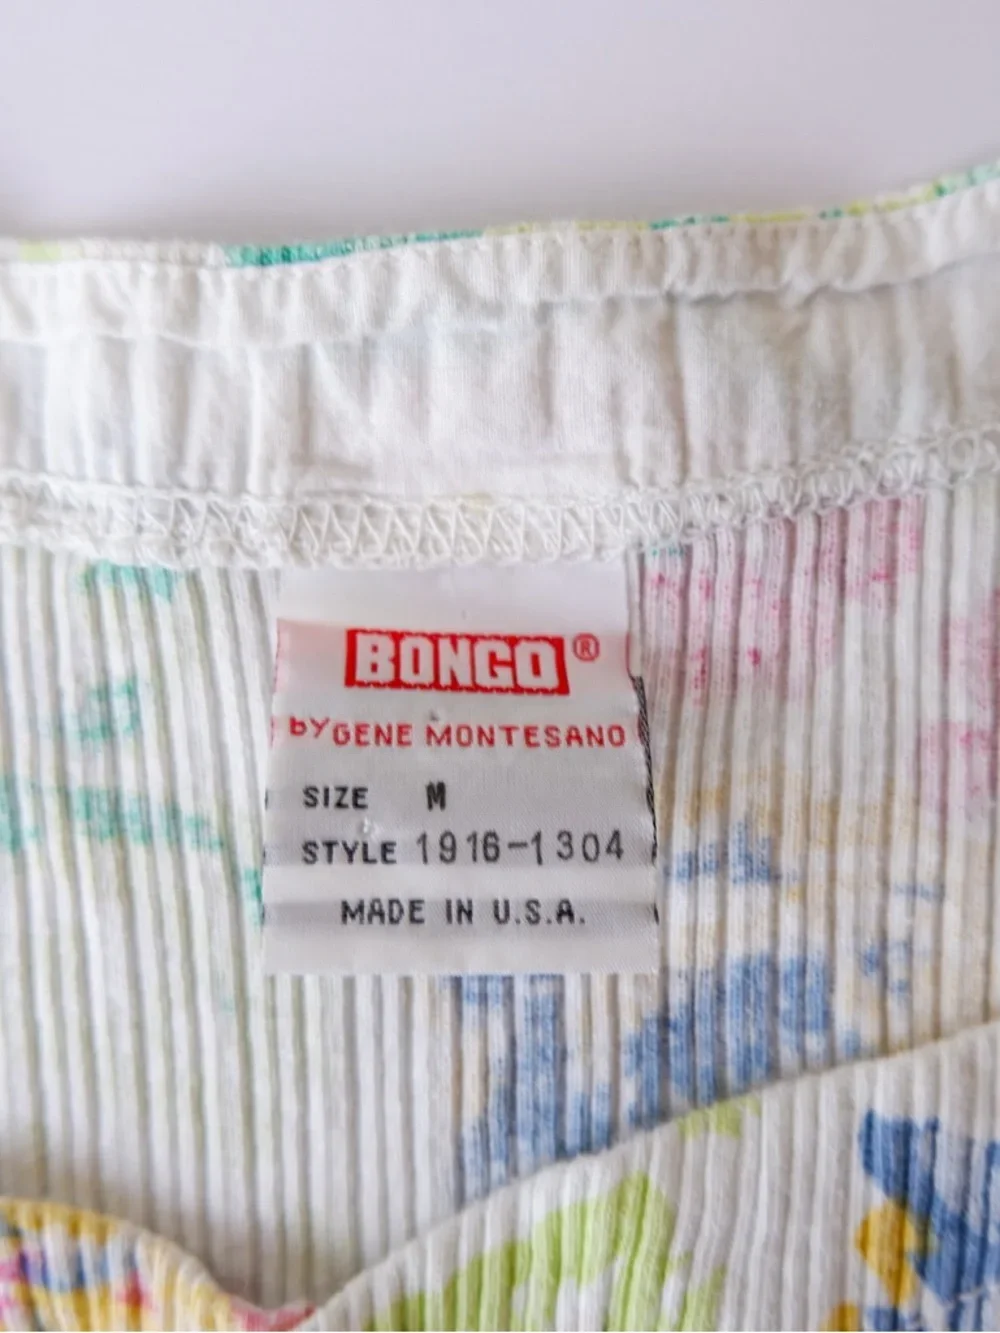 BONGO®
by GENE MONTESANO
SIZE M
STYLE 1916-1304
MADE IN U.S.A.